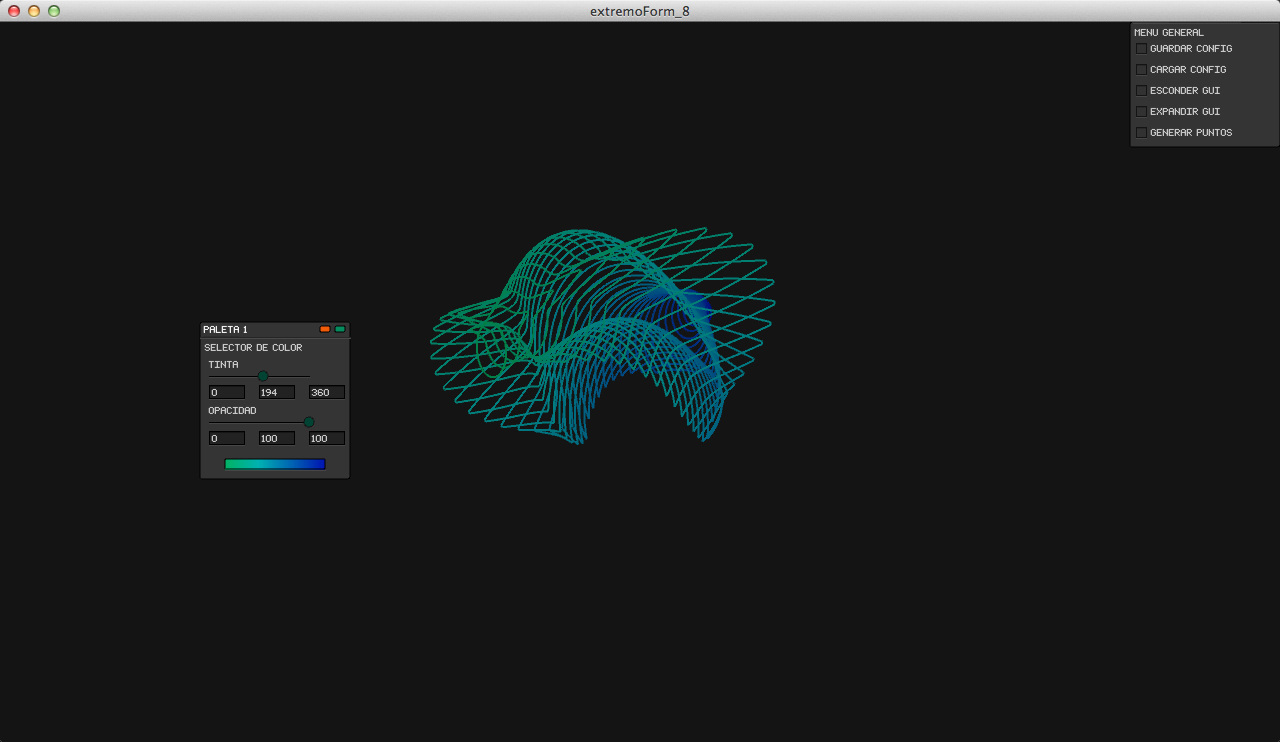 extremoForm_8
MENU GENERAL
GUARDAR CONFIG
CARGAR CONFIG
ESCONDER GUI
EXPANDIR GUI
GENERAR PUNTOS
PALETA 1
SELECTOR DE COLOR
TINTA
0 194 360
OPACIDAD
0 100 100